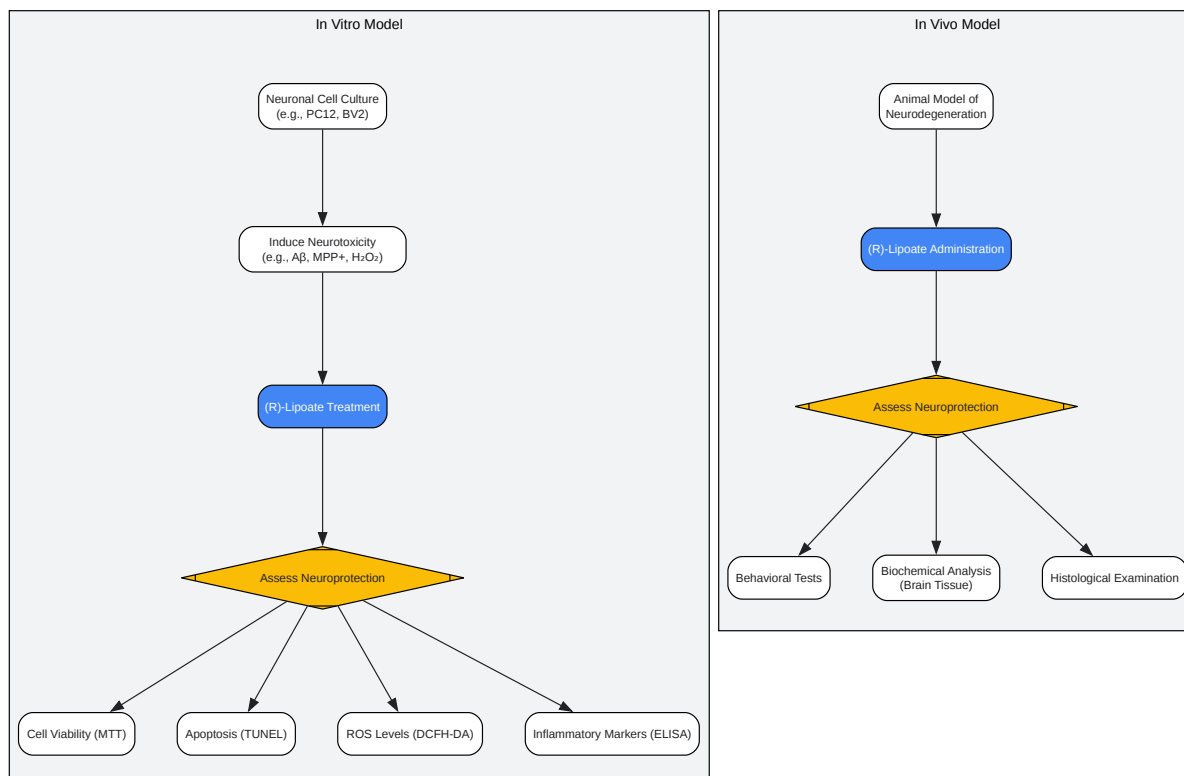 In Vitro Model
Neuronal Cell Culture
(e.g., PC12, BV2)
Induce Neurotoxicity
(e.g., Aβ, MPP+, H₂O₂)
(R)-Lipoate Treatment
Assess Neuroprotection
Cell Viability (MTT)
Apoptosis (TUNEL)
ROS Levels (DCFH-DA)
Inflammatory Markers (ELISA)
In Vivo Model
Animal Model of
Neurodegeneration
(R)-Lipoate Administration
Assess Neuroprotection
Behavioral Tests
Biochemical Analysis
(Brain Tissue)
Histological Examination